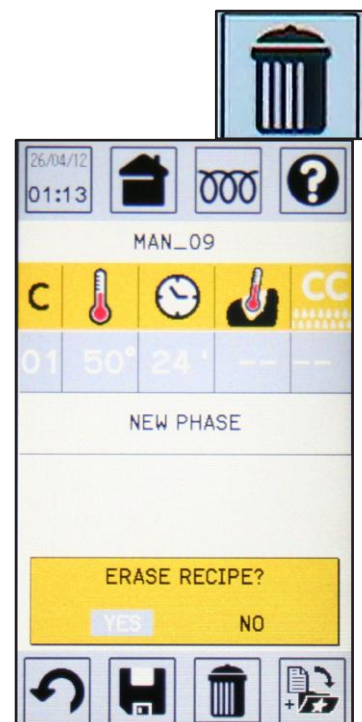 26/04/12
01:13
?
MAN_09
C CC
01 50° 24' -- --
NEW PHASE
ERASE RECIPE?
YES NO
+